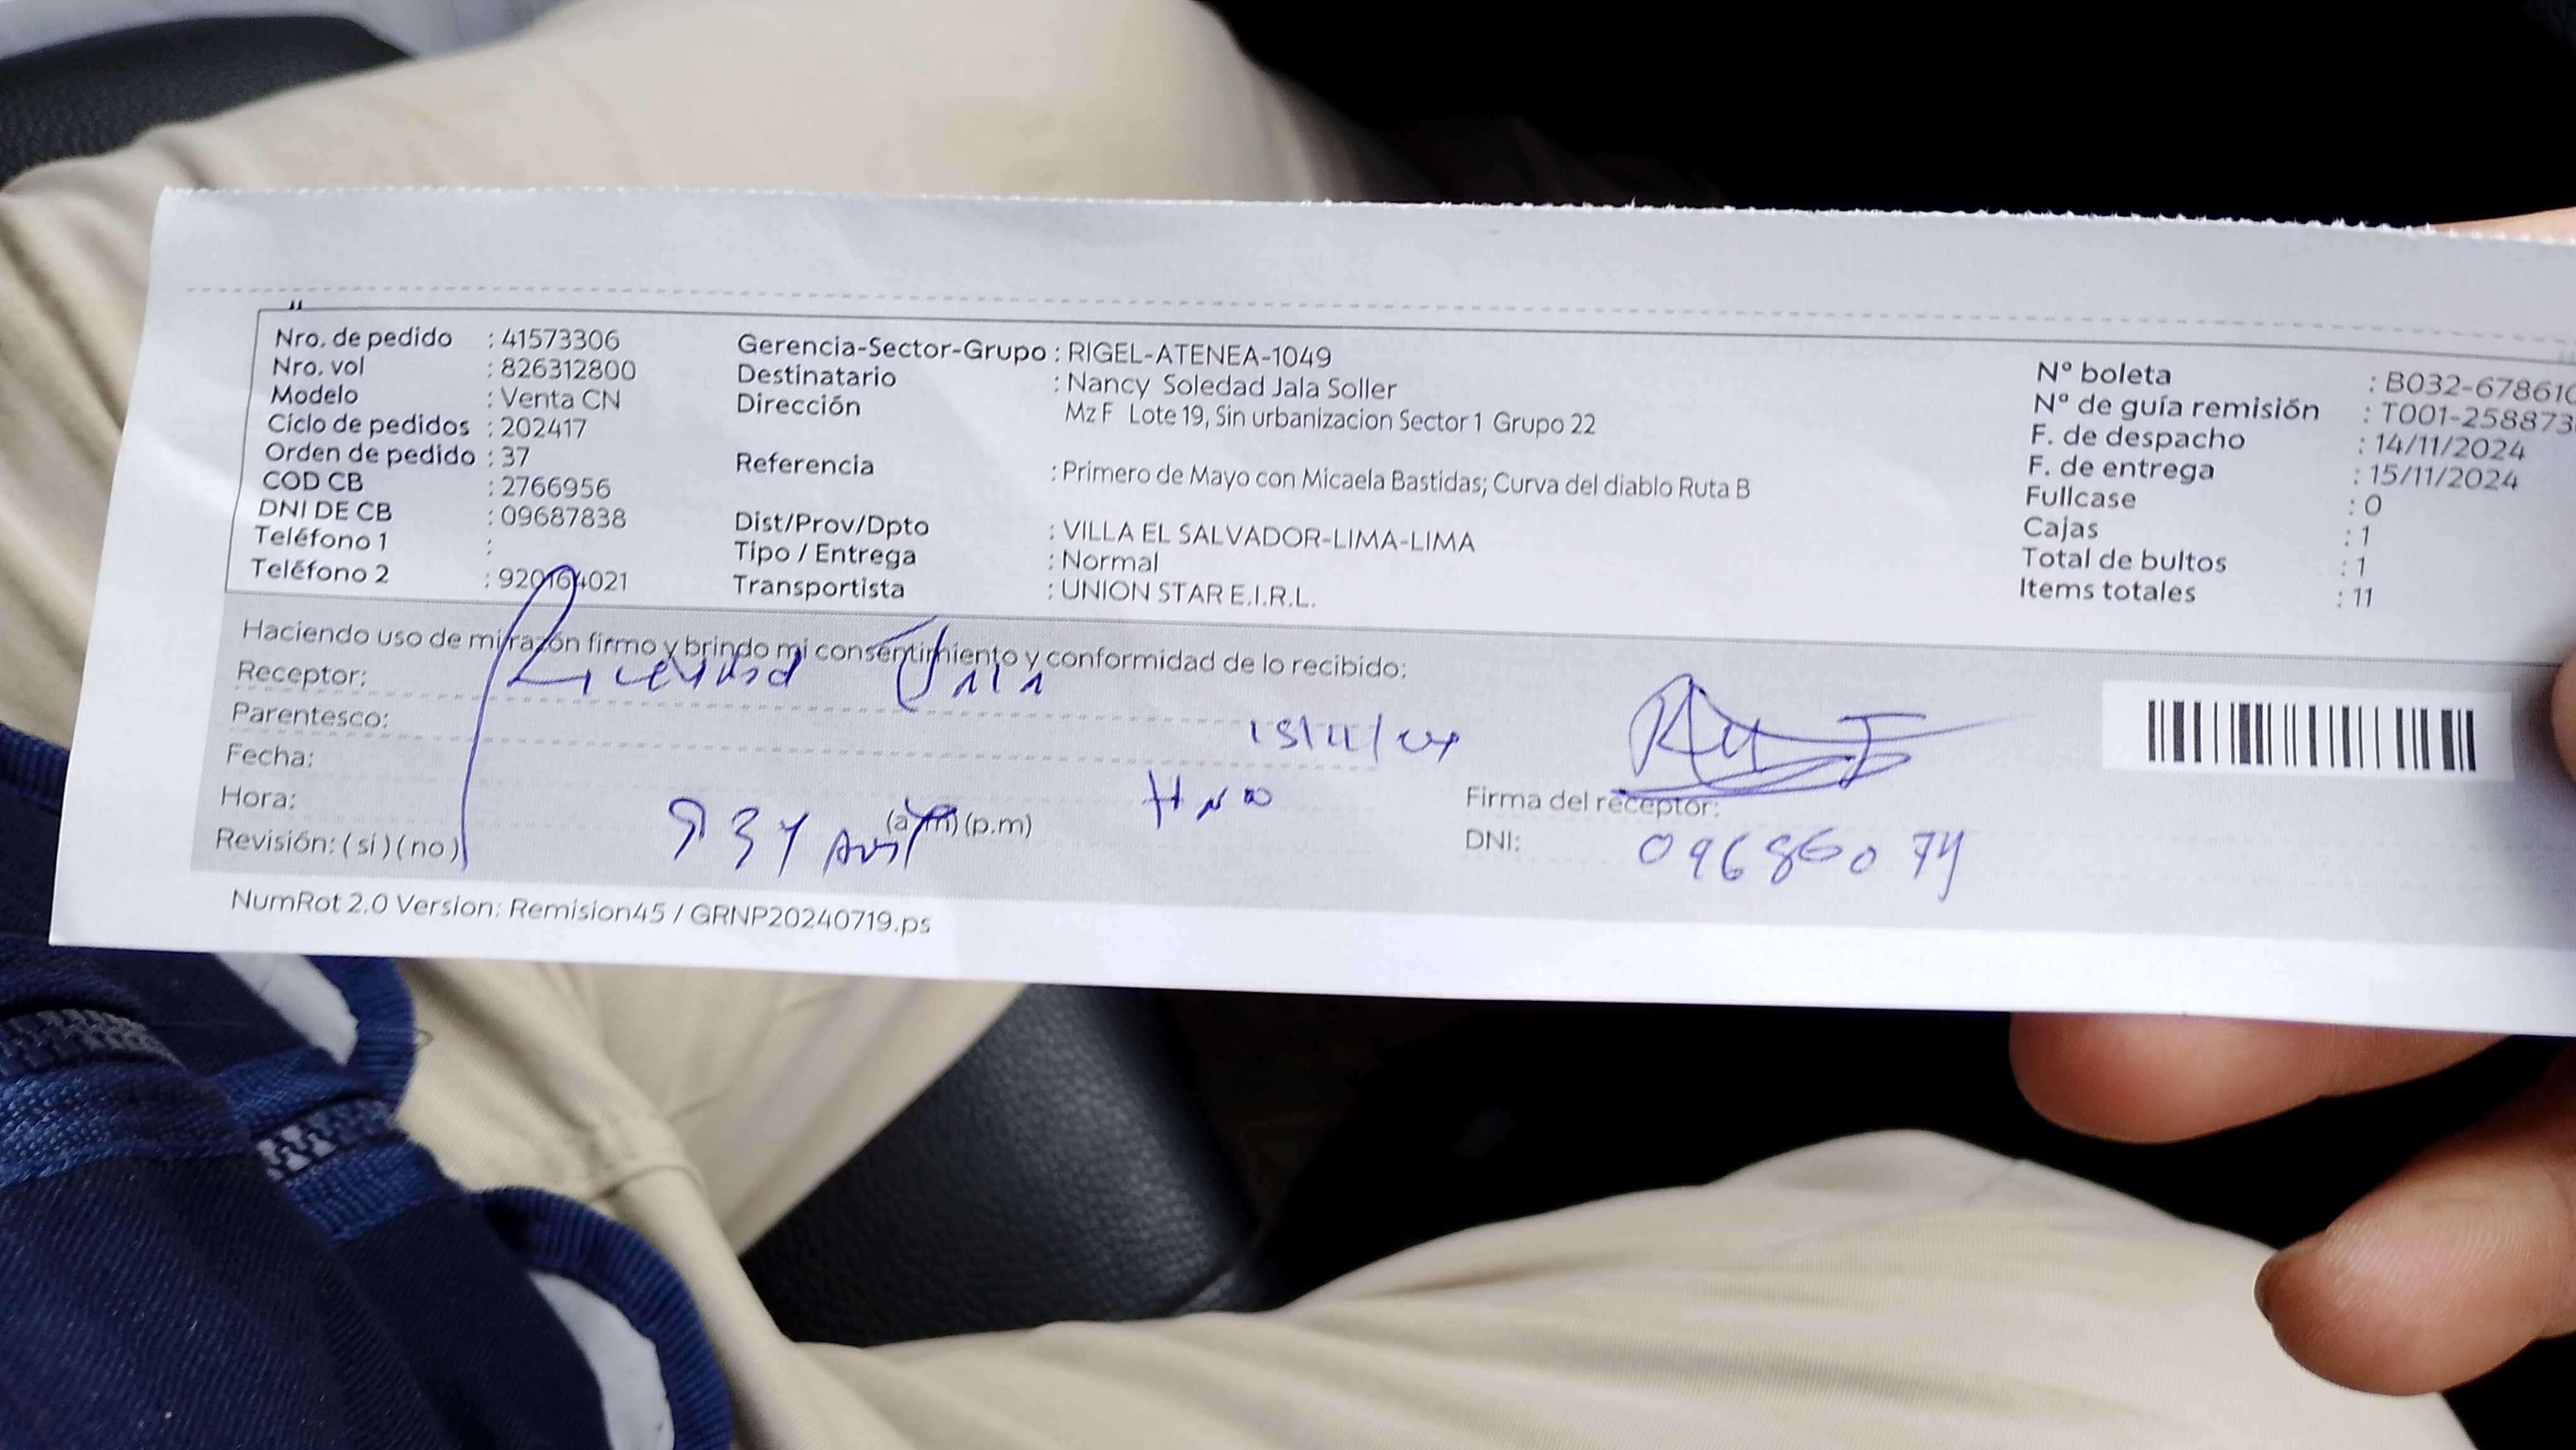 Nro. de pedido : 41573306
Nro. vol : 826312800
Modelo : Venta CN
Ciclo de pedidos : 202417
Orden de pedido : 37
COD CB : 2766956
DNI DE CB : 09687838
Teléfono 1 :
Teléfono 2 : 920164021
Gerencia-Sector-Grupo : RIGEL-ATENEA-1049
Destinatario : Nancy Soledad Jala Soller
Dirección Mz F Lote 19, Sin urbanizacion Sector 1 Grupo 22
Referencia : Primero de Mayo con Micaela Bastidas; Curva del diablo Ruta B
Dist/Prov/Dpto : VILLA EL SALVADOR-LIMA-LIMA
Tipo / Entrega : Normal
Transportista : UNION STAR E.I.R.L.
Nº boleta : B032-678610
Nº de guía remisión : T001-258873
F. de despacho : 14/11/2024
F. de entrega : 15/11/2024
Fullcase : 0
Cajas : 1
Total de bultos : 1
Items totales : 11
Haciendo uso de mi razón firmo y brindo mi consentimiento y conformidad de lo recibido:
Receptor: Jala
Parentesco:
Fecha: 15/11/24
Hora: (a.m) (p.m) Hno
Revisión: ( si ) ( no )
Firma del receptor:
DNI: 09686074
NumRot 2.0 Version: Remision45 / GRNP20240719.ps